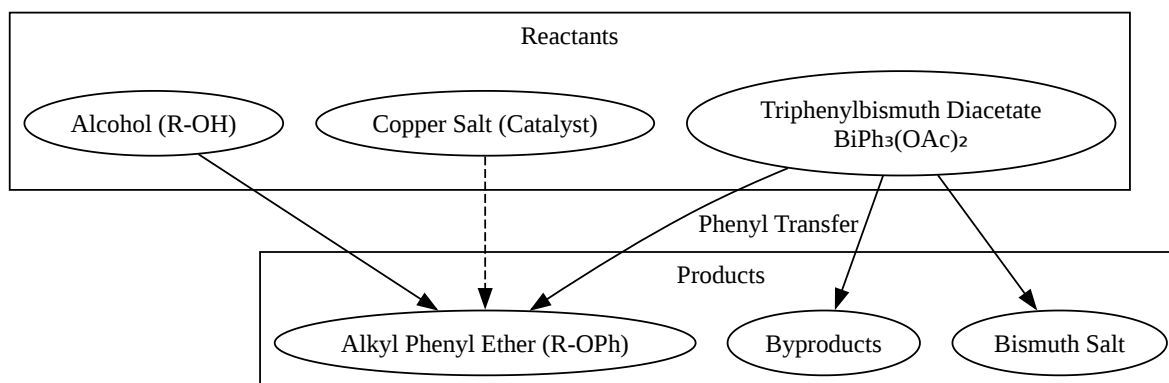 Reactants
Alcohol (R-OH)
Copper Salt (Catalyst)
Triphenylbismuth Diacetate
BiPh₃(OAc)₂
Phenyl Transfer
Products
Alkyl Phenyl Ether (R-OPh)
Byproducts
Bismuth Salt